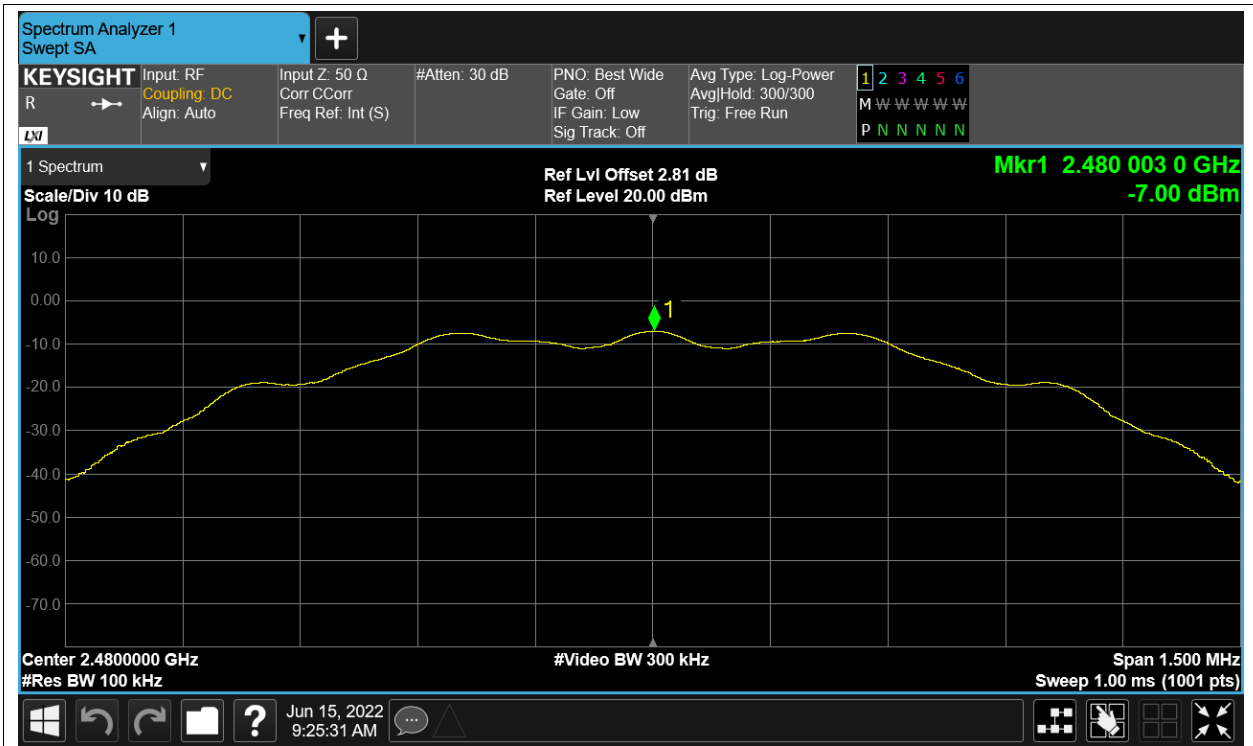 Spectrum Analyzer 1
Swept SA
KEYSIGHT
R
LXI
Input: RF
Coupling: DC
Align: Auto
Input Z: 50 Ω
Corr CCorr
Freq Ref: Int (S)
#Atten: 30 dB
PNO: Best Wide
Gate: Off
IF Gain: Low
Sig Track: Off
Avg Type: Log-Power
Avg|Hold: 300/300
Trig: Free Run
1 2 3 4 5 6
M W W W W W
P N N N N N
1 Spectrum
Scale/Div 10 dB
Log
Ref Lvl Offset 2.81 dB
Ref Level 20.00 dBm
Mkr1 2.480 003 0 GHz
-7.00 dBm
10.0
0.00
1
-10.0
-20.0
-30.0
-40.0
-50.0
-60.0
-70.0
Center 2.4800000 GHz
#Video BW 300 kHz
Span 1.500 MHz
#Res BW 100 kHz
Sweep 1.00 ms (1001 pts)
?
Jun 15, 2022
9:25:31 AM